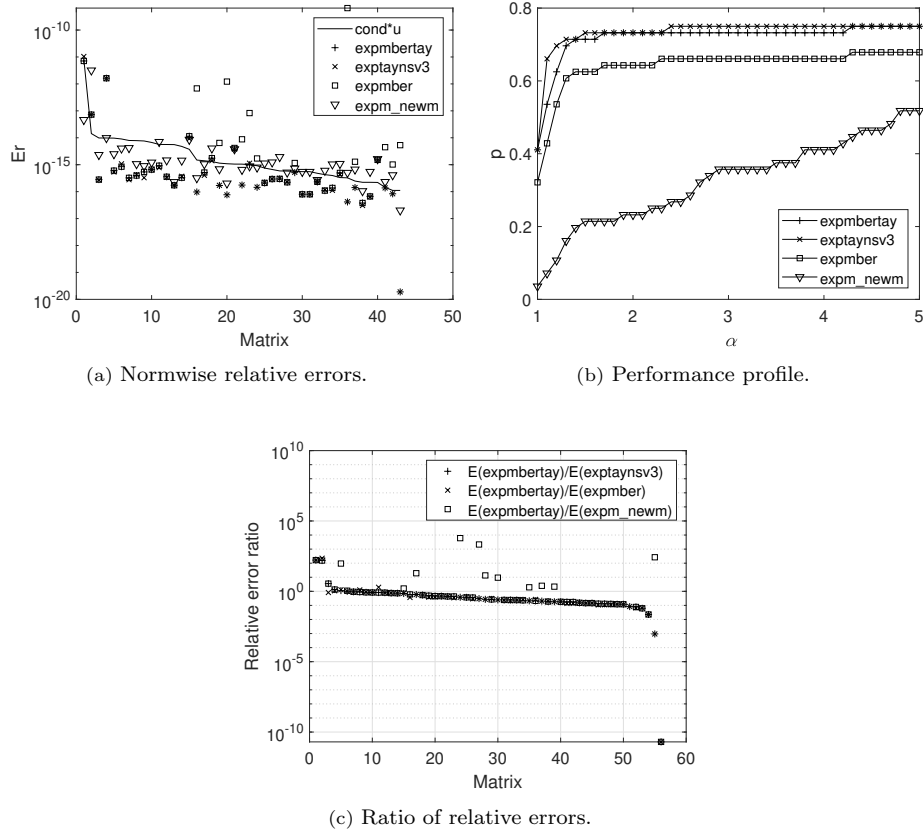 10^-10
10^-15
10^-20
Er
0 10 20 30 40 50
Matrix
cond*u
expmbertay
exptaynsv3
expmber
expm_newm
(a) Normwise relative errors.
0.8
0.6
0.4
0.2
0
p
1 2 3 4 5
α
expmbertay
exptaynsv3
expmber
expm_newm
(b) Performance profile.
10^10
10^5
10^0
10^-5
10^-10
Relative error ratio
0 10 20 30 40 50 60
Matrix
E(expmbertay)/E(exptaynsv3)
E(expmbertay)/E(expmber)
E(expmbertay)/E(expm_newm)
(c) Ratio of relative errors.